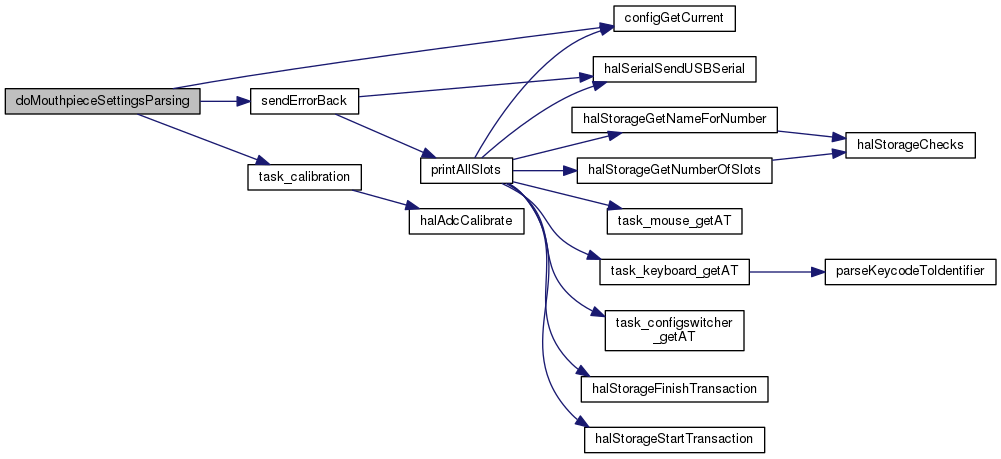 configGetCurrent
halSerialSendUSBSerial
doMouthpieceSettingsParsing
sendErrorBack
halStorageGetNameForNumber
halStorageChecks
printAllSlots
halStorageGetNumberOfSlots
task_calibration
halAdcCalibrate
task_mouse_getAT
task_keyboard_getAT
parseKeycodeToIdentifier
task_configswitcher
_getAT
halStorageFinishTransaction
halStorageStartTransaction